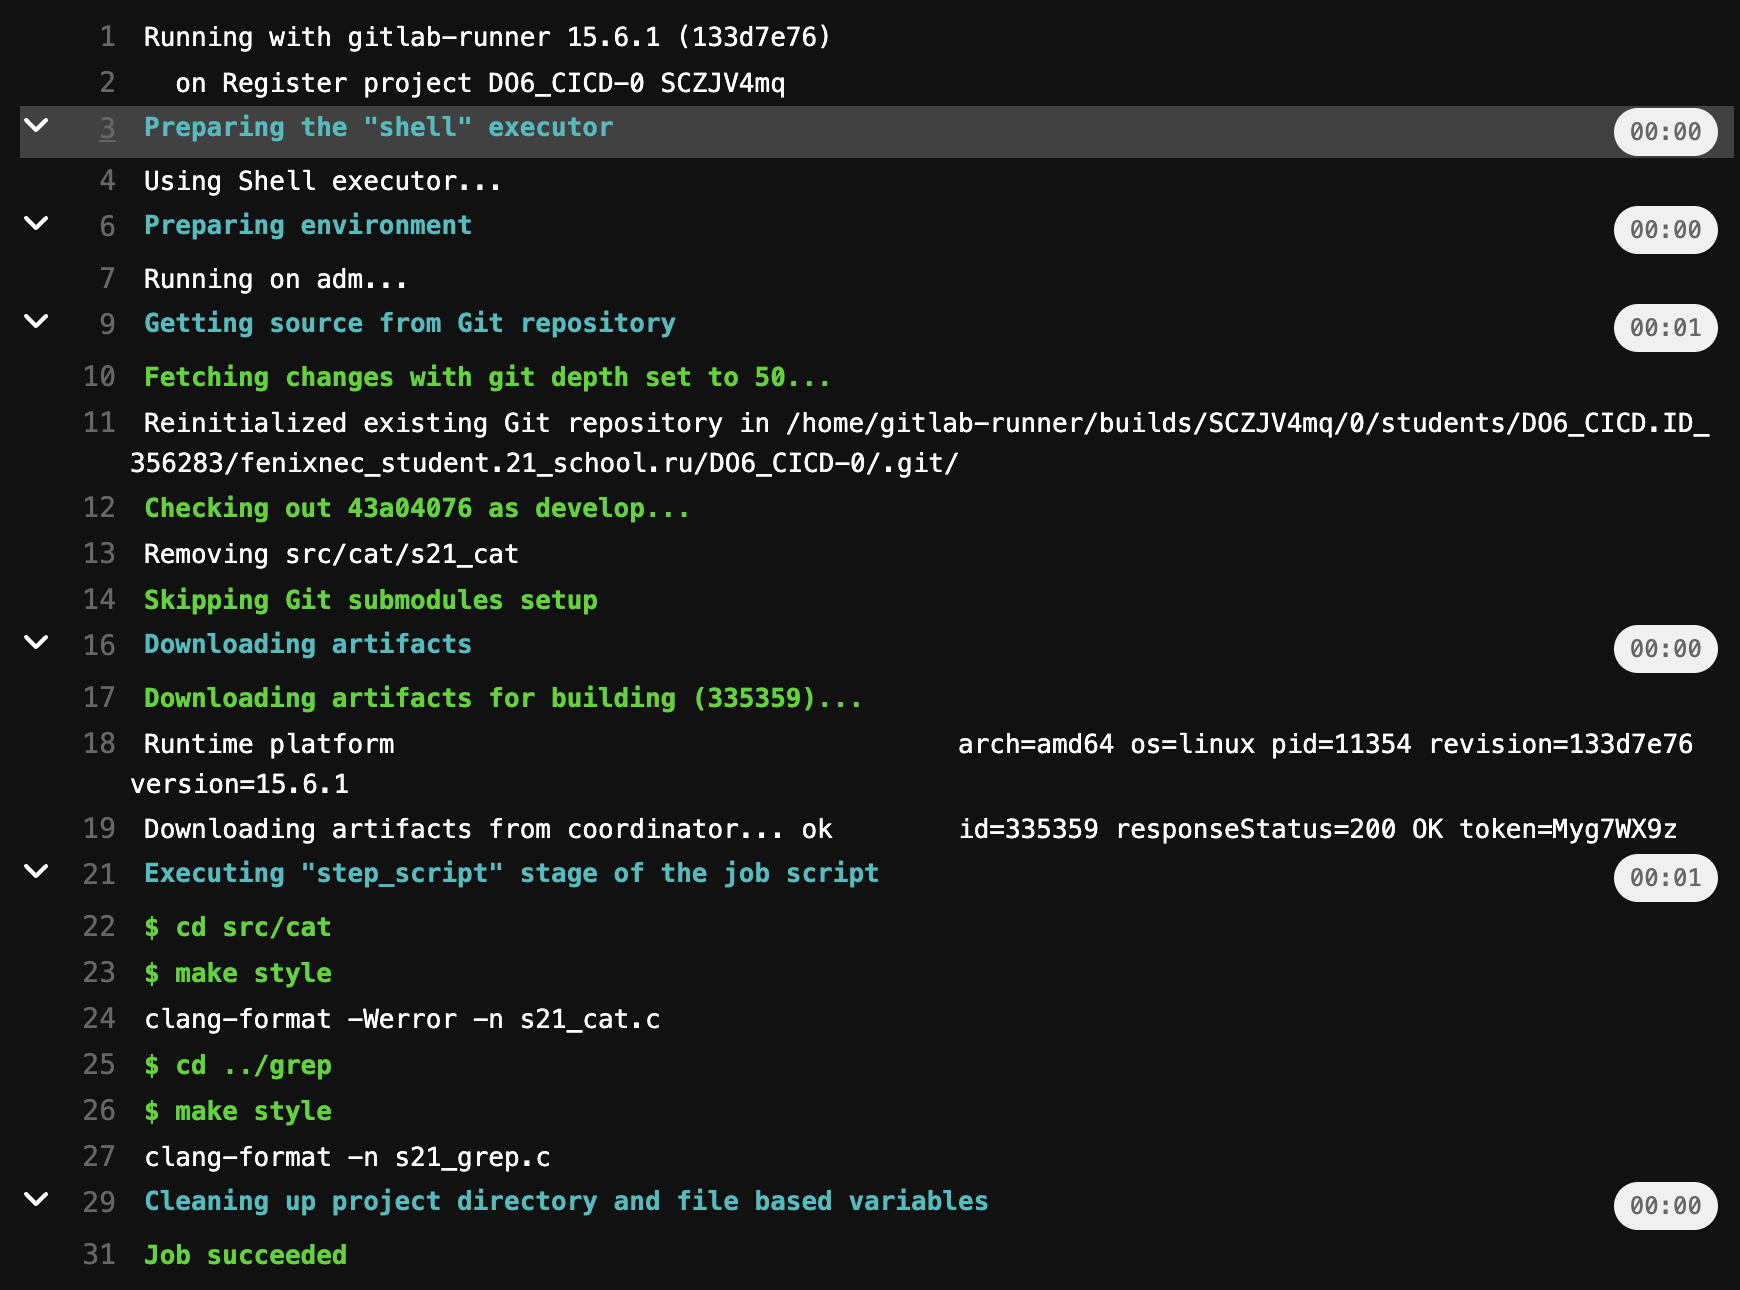 1 Running with gitlab-runner 15.6.1 (133d7e76)
2 on Register project DO6_CICD-0 SCZJV4mq
3 Preparing the "shell" executor 00:00
4 Using Shell executor...
6 Preparing environment 00:00
7 Running on adm...
9 Getting source from Git repository 00:01
10 Fetching changes with git depth set to 50...
11 Reinitialized existing Git repository in /home/gitlab-runner/builds/SCZJV4mq/0/students/DO6_CICD.ID_
356283/fenixnec_student.21_school.ru/DO6_CICD-0/.git/
12 Checking out 43a04076 as develop...
13 Removing src/cat/s21_cat
14 Skipping Git submodules setup
16 Downloading artifacts 00:00
17 Downloading artifacts for building (335359)...
18 Runtime platform arch=amd64 os=linux pid=11354 revision=133d7e76
version=15.6.1
19 Downloading artifacts from coordinator... ok id=335359 responseStatus=200 OK token=Myg7WX9z
21 Executing "step_script" stage of the job script 00:01
22 $ cd src/cat
23 $ make style
24 clang-format -Werror -n s21_cat.c
25 $ cd ../grep
26 $ make style
27 clang-format -n s21_grep.c
29 Cleaning up project directory and file based variables 00:00
31 Job succeeded